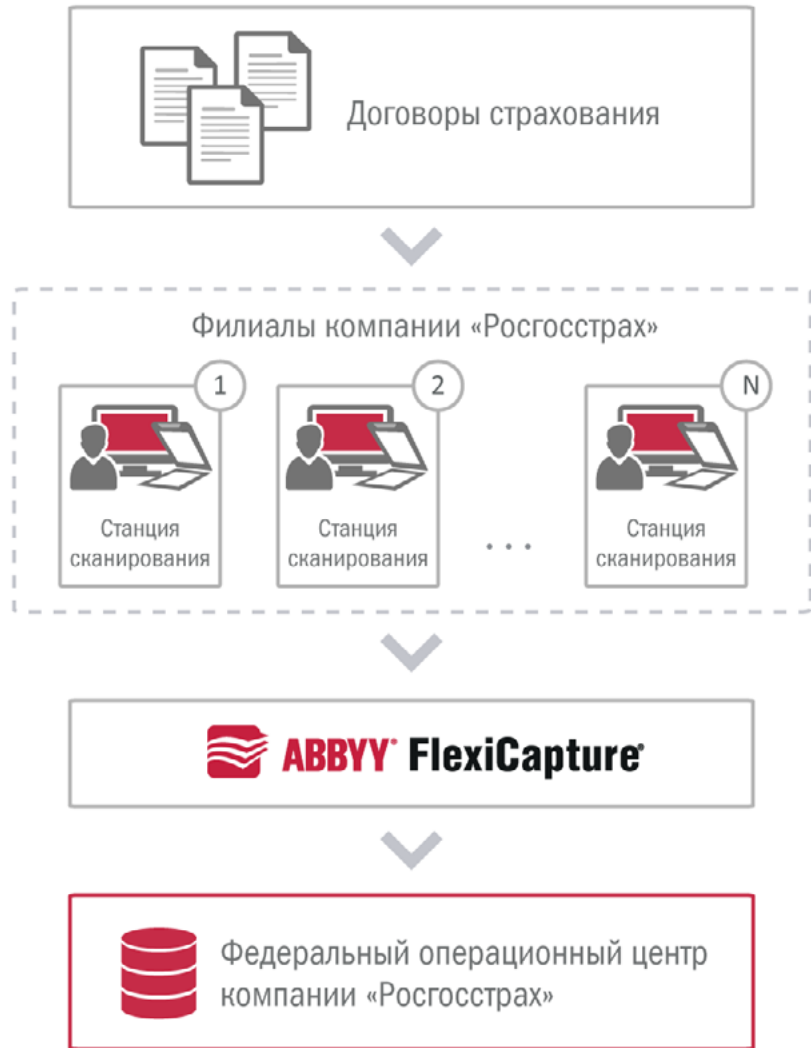 Договоры страхования
Филиалы компании «Росгосстрах»
1
2
N
Станция
сканирования
Станция
сканирования
...
Станция
сканирования
ABBYY® FlexiCapture®
Федеральный операционный центр
компании «Росгосстрах»